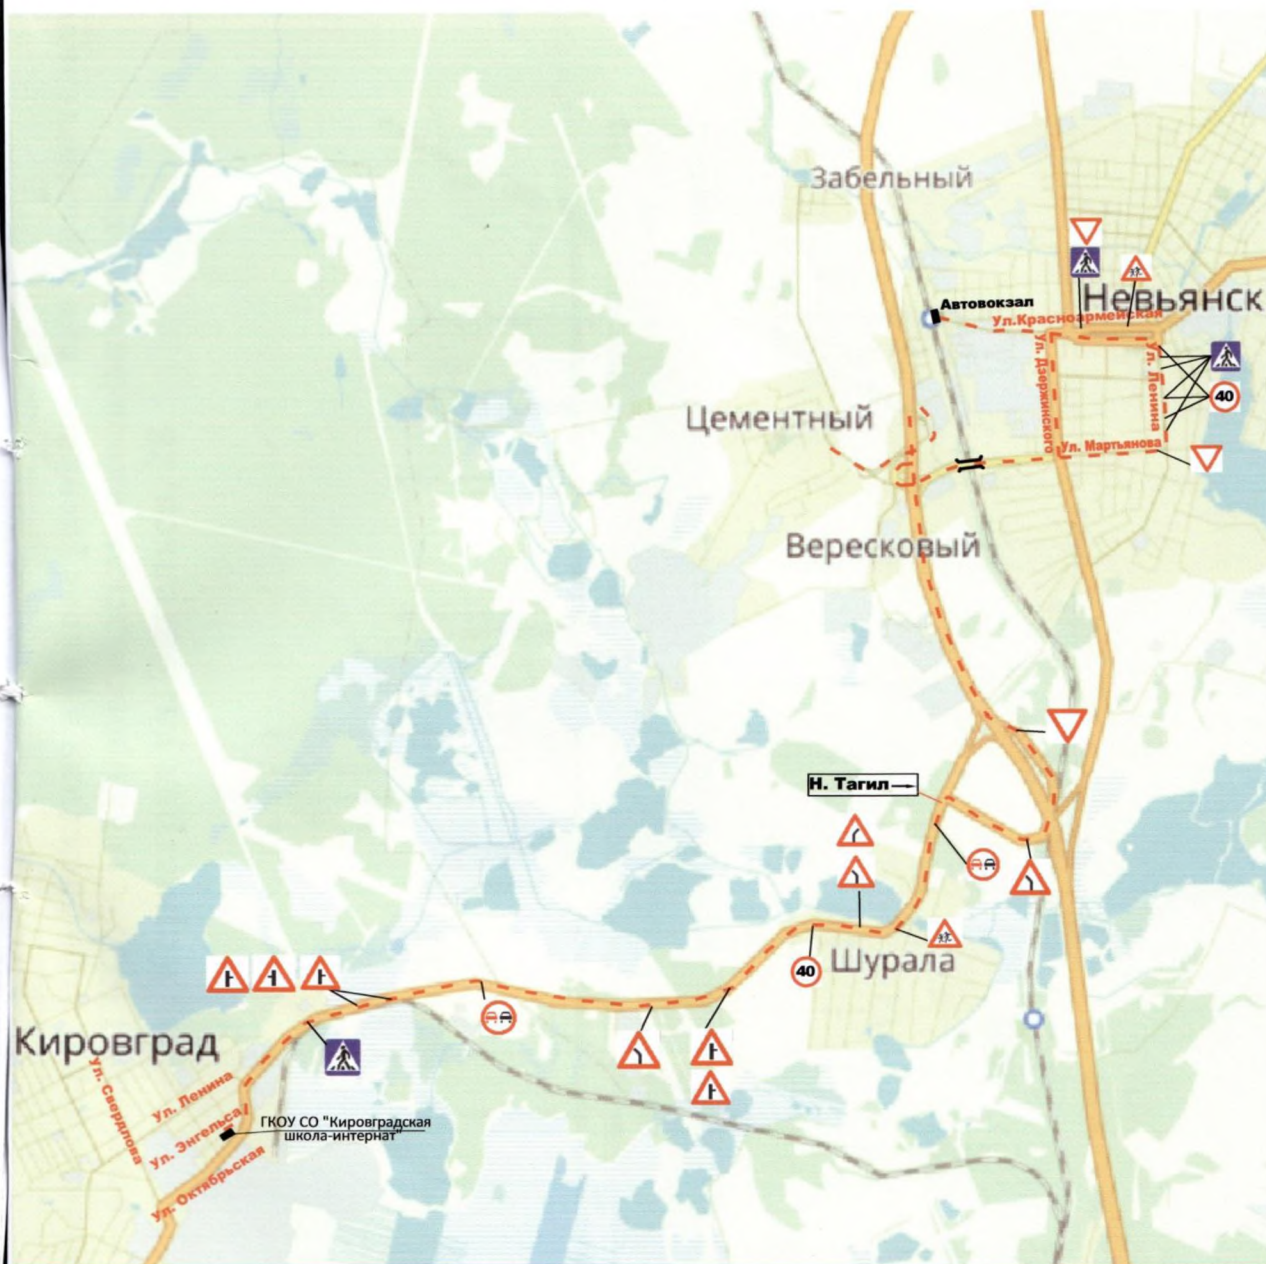 Забельный
Автовокзал
Невьянск
Ул.Красноармейская
Ул. Дзержинского
Ул. Ленина
40
Цементный
Ул. Мартьянова
Вересковый
Н. Тагил
Шурала
40
Кировград
Ул. Свердлова
Ул. Ленина
Ул. Энгельса
ГКОУ СО "Кировградская
школа-интернат"
Ул. Октябрьская